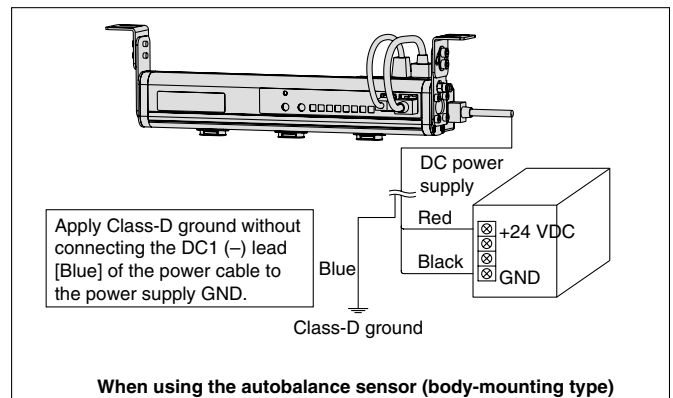 DC power
supply
Red
+24 VDC
Apply Class-D ground without
connecting the DC1 (–) lead
[Blue] of the power cable to
the power supply GND.
Blue
Black
GND
Class-D ground
When using the autobalance sensor (body-mounting type)